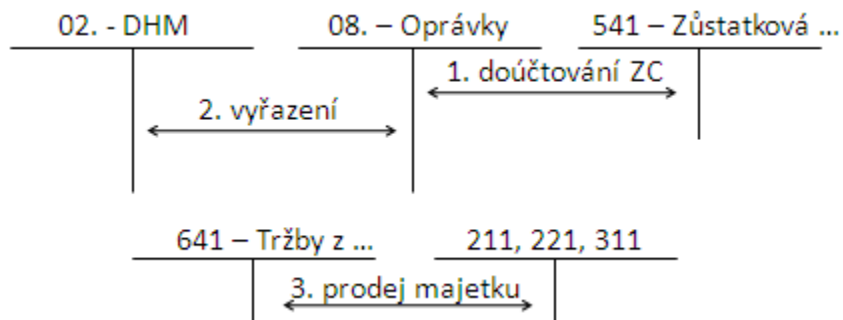 02. - DHM 08. – Oprávky 541 – Zůstatková ...
1. doúčtování ZC
2. vyřazení
641 – Tržby z ... 211, 221, 311
3. prodej majetku